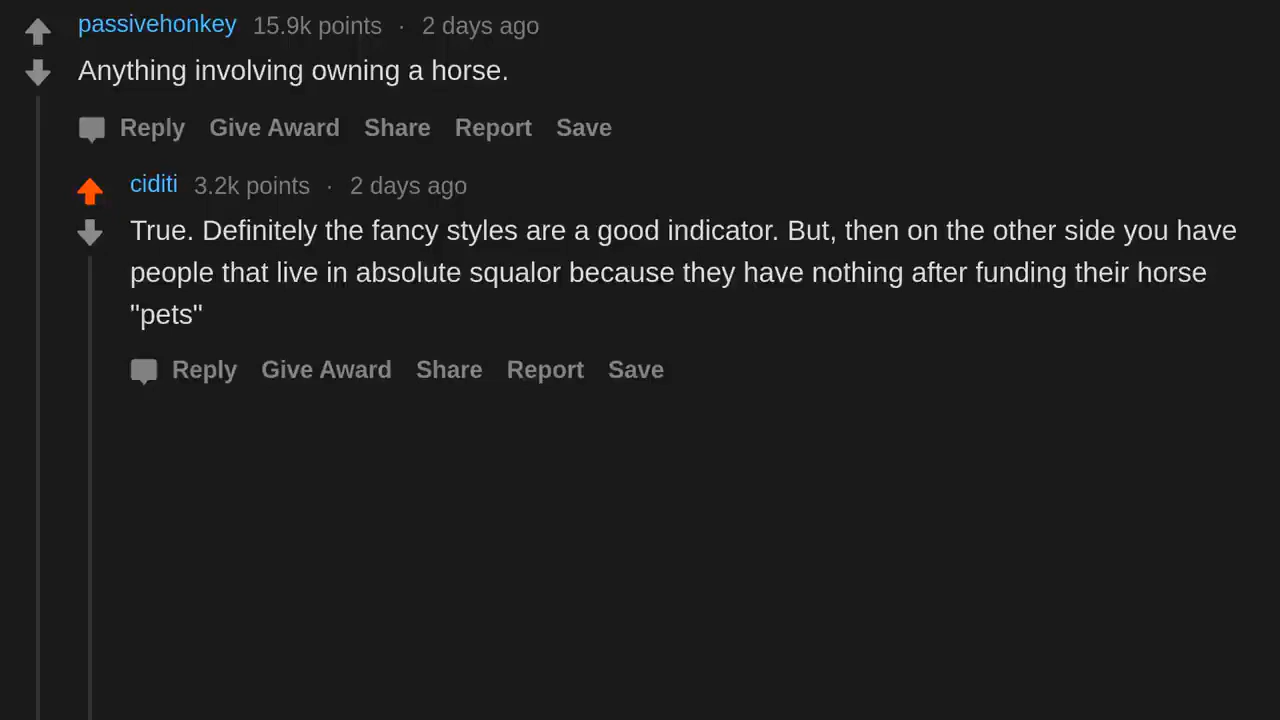 passivehonkey 15.9k points · 2 days ago
Anything involving owning a horse.
Reply Give Award Share Report Save
ciditi 3.2k points · 2 days ago
True. Definitely the fancy styles are a good indicator. But, then on the other side you have
people that live in absolute squalor because they have nothing after funding their horse
"pets"
Reply Give Award Share Report Save